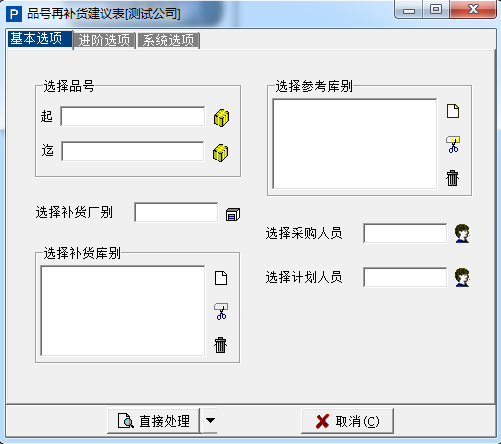 P 品号再补货建议表[测试公司]
基本选项 进阶选项 系统选项
选择品号
起
迄
选择补货厂别
选择补货库别
选择参考库别
选择采购人员
选择计划人员
直接处理
取消(C)